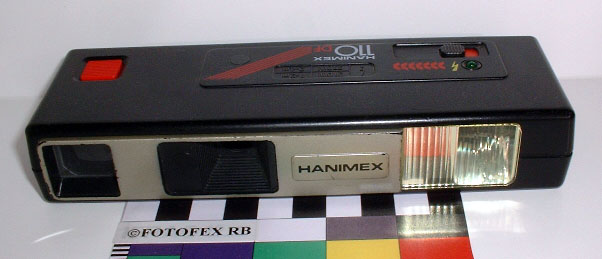 HANIMEX
110 DF
HANIMEX
©FOTOFEX RB